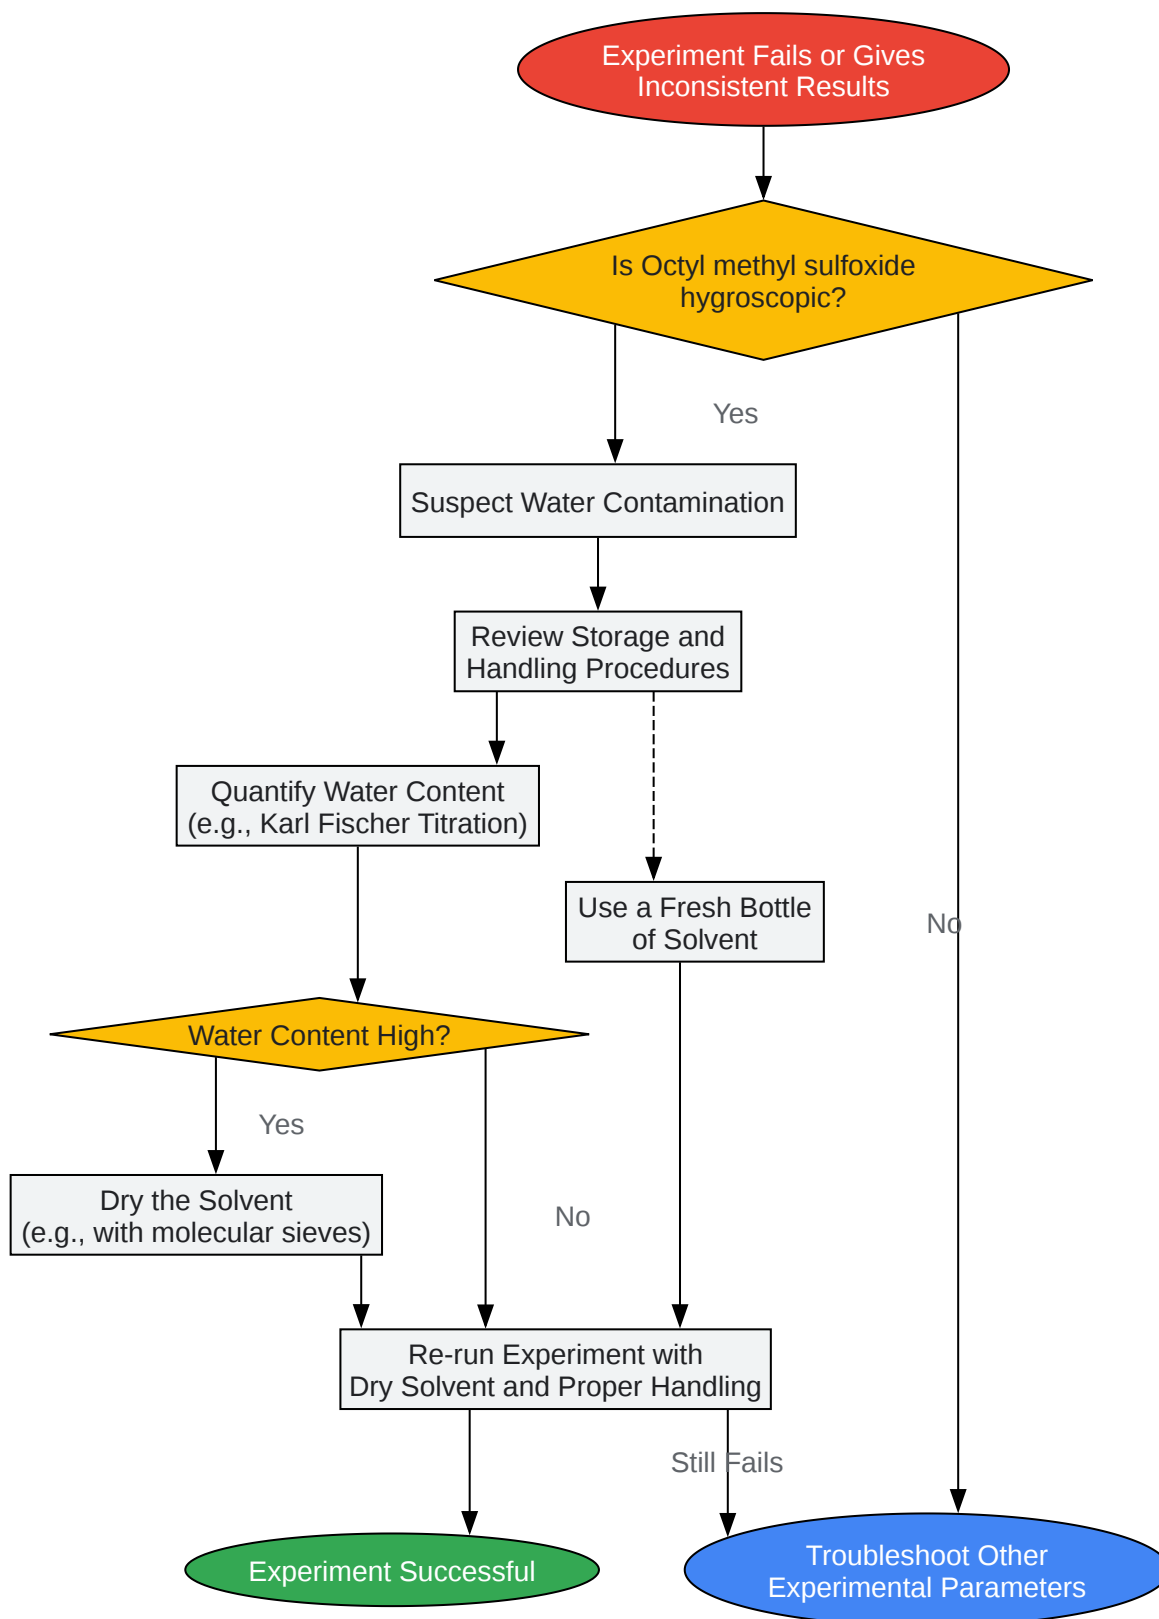 Experiment Fails or Gives
Inconsistent Results
Is Octyl methyl sulfoxide
hygroscopic?
Yes
Suspect Water Contamination
Review Storage and
Handling Procedures
Quantify Water Content
(e.g., Karl Fischer Titration)
Use a Fresh Bottle
of Solvent
No
Water Content High?
Yes
Dry the Solvent
(e.g., with molecular sieves)
No
Re-run Experiment with
Dry Solvent and Proper Handling
Still Fails
Experiment Successful
Troubleshoot Other
Experimental Parameters